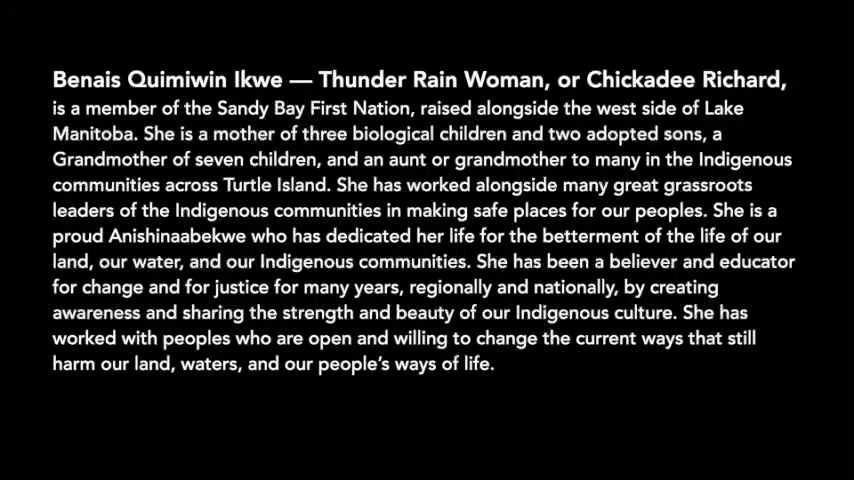 Benais Quimiwin Ikwe — Thunder Rain Woman, or Chickadee Richard,
is a member of the Sandy Bay First Nation, raised alongside the west side of Lake
Manitoba. She is a mother of three biological children and two adopted sons, a
Grandmother of seven children, and an aunt or grandmother to many in the Indigenous
communities across Turtle Island. She has worked alongside many great grassroots
leaders of the Indigenous communities in making safe places for our peoples. She is a
proud Anishinaabekwe who has dedicated her life for the betterment of the life of our
land, our water, and our Indigenous communities. She has been a believer and educator
for change and for justice for many years, regionally and nationally, by creating
awareness and sharing the strength and beauty of our Indigenous culture. She has
worked with peoples who are open and willing to change the current ways that still
harm our land, waters, and our people’s ways of life.